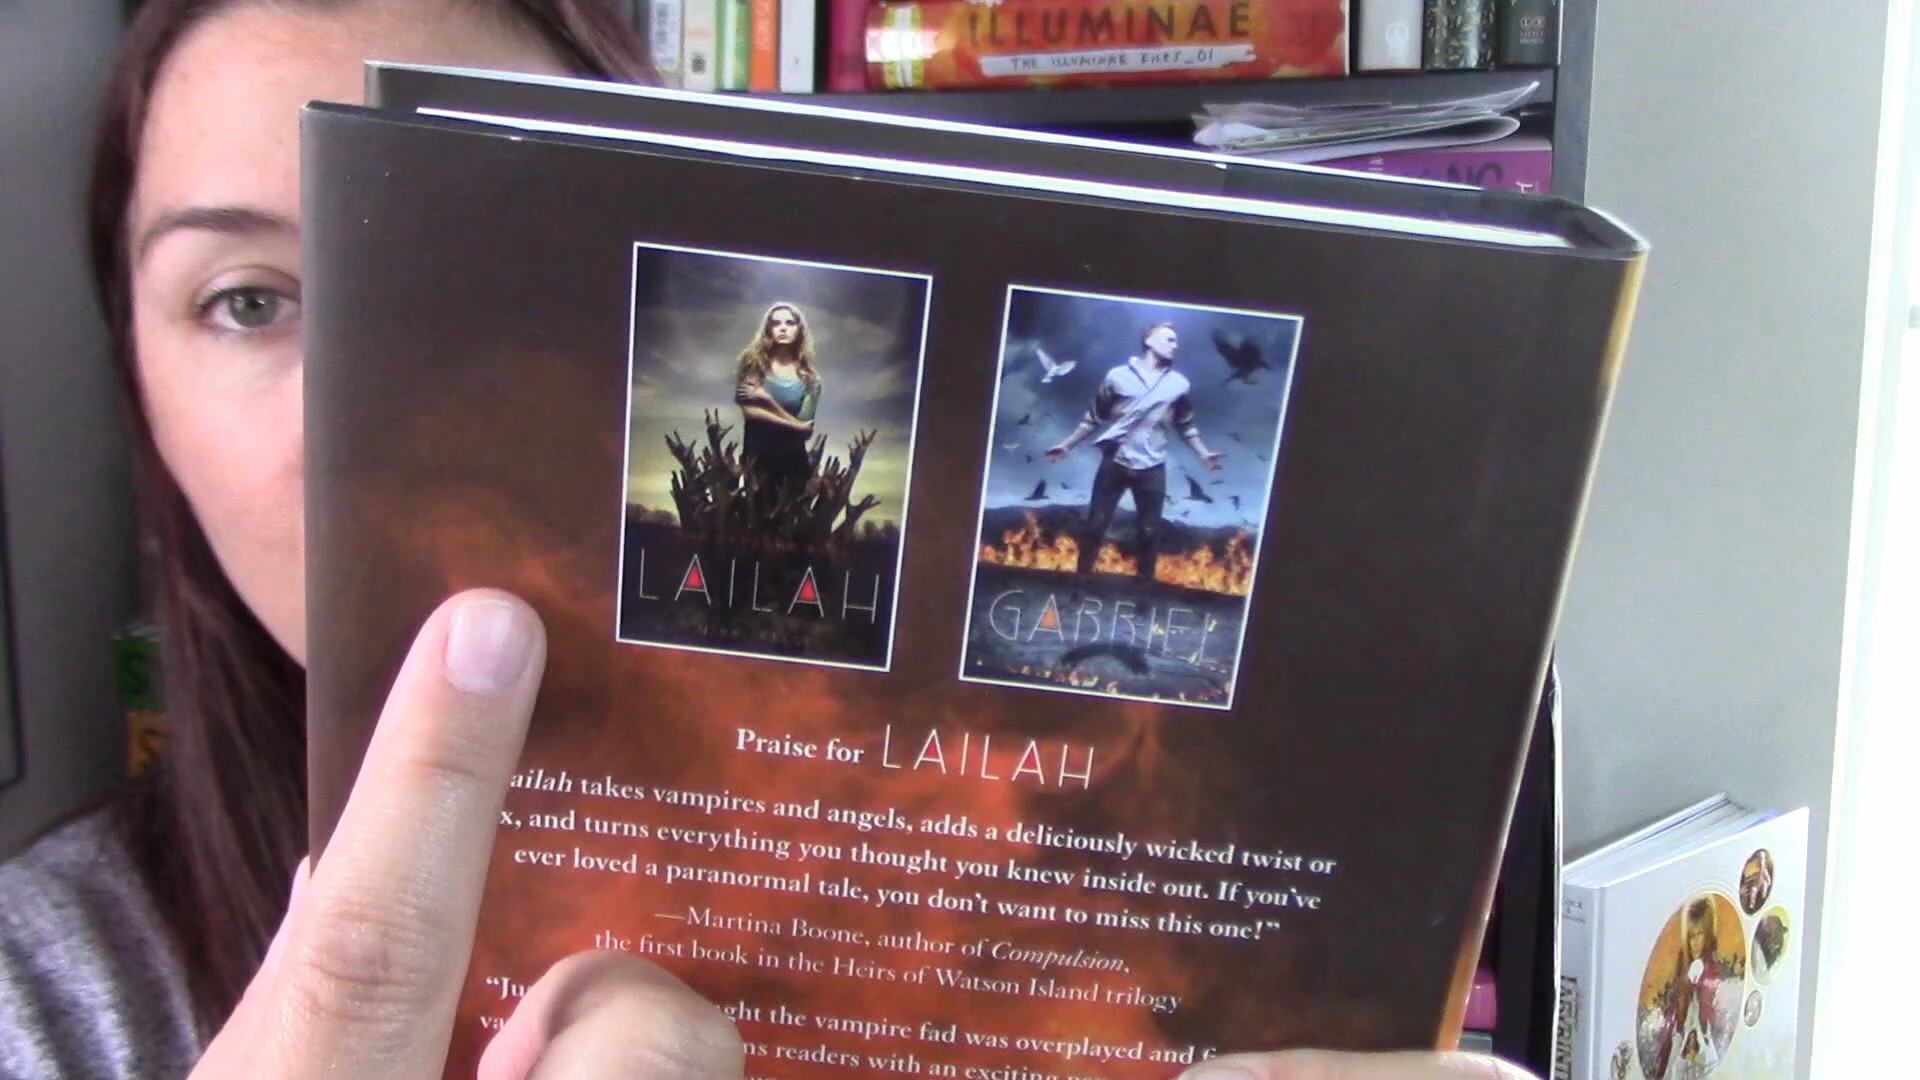 ILLUMINAE
THE ILLUMINAE FILES_01
LAILAH
GABRIEL
Praise for LAILAH
ailah takes vampires and angels, adds a deliciously wicked twist or
x, and turns everything you thought you knew inside out. If you've
ever loved a paranormal tale, you don't want to miss this one!"
—Martina Boone, author of Compulsion,
the first book in the Heirs of Watson Island trilogy
"Ju ght the vampire fad was overplayed and
va ns readers with an exciting